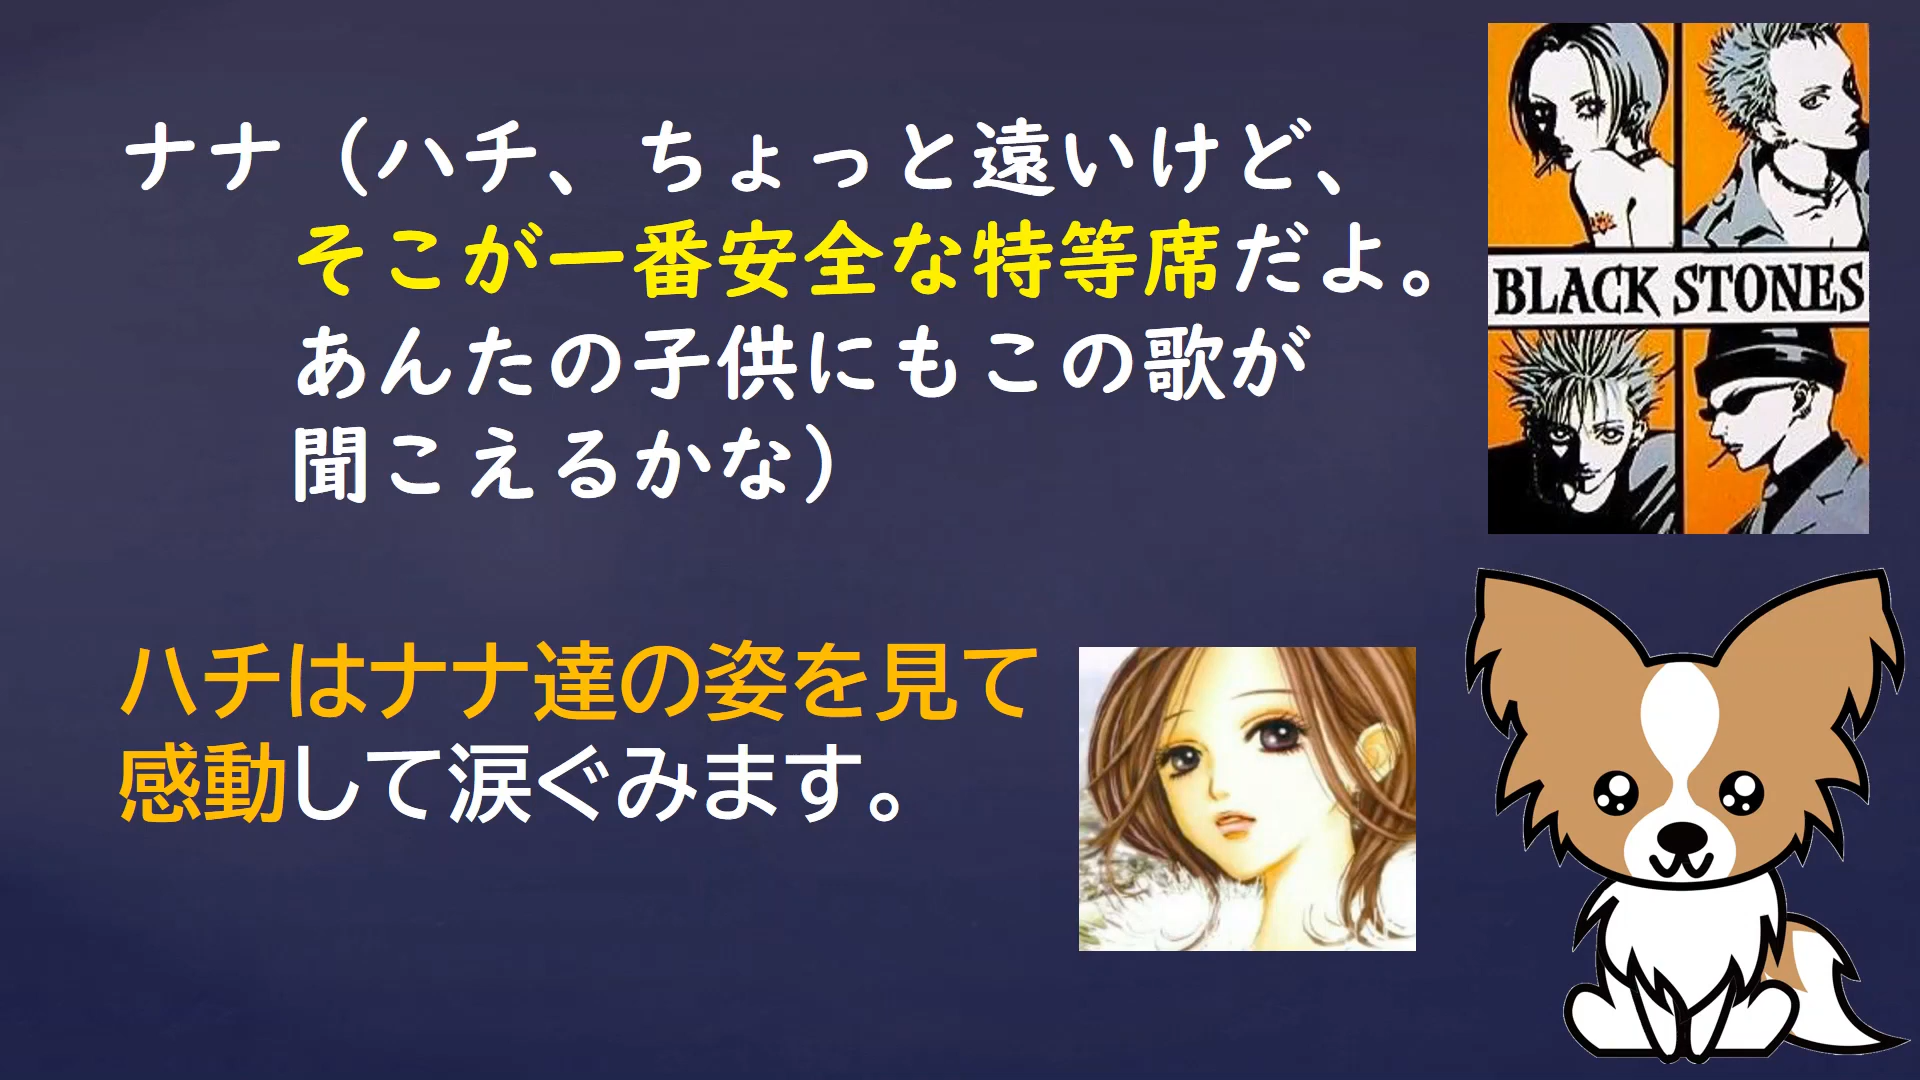 ナナ（ハチ、ちょっと遠いけど、
そこが一番安全な特等席だよ。
あんたの子供にもこの歌が
聞こえるかな）
BLACK STONES
ハチはナナ達の姿を見て
感動して涙ぐみます。